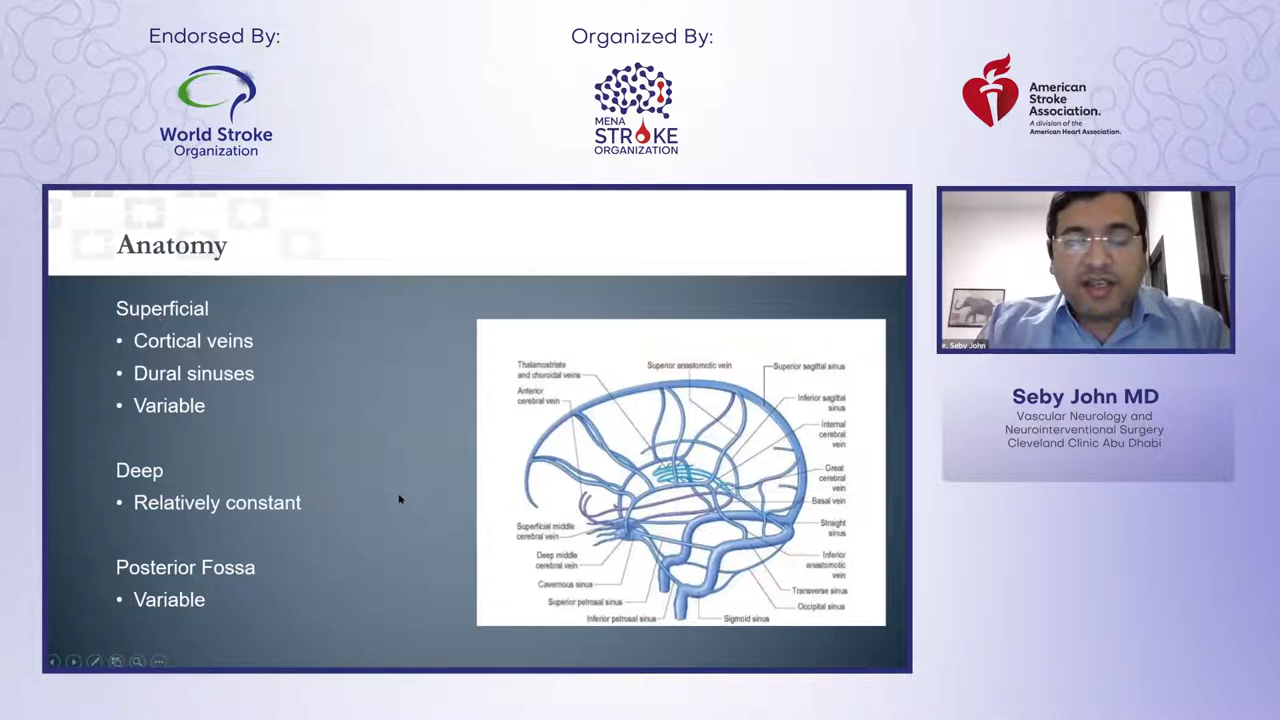 Endorsed By:
World Stroke
Organization
Organized By:
MENA
STROKE
ORGANIZATION
American
Stroke
Association.
A division of the
American Heart Association.
Anatomy
Superficial
• Cortical veins
• Dural sinuses
• Variable
Deep
• Relatively constant
Posterior Fossa
• Variable
Thalamostriate
and choroidal veins
Anterior
cerebral vein
Superior anastomotic vein
Superior sagittal sinus
Inferior sagittal
sinus
Internal
cerebral
vein
Great
cerebral
vein
Basal vein
Straight
sinus
Inferior
anastomotic
vein
Transverse sinus
Occipital sinus
Sigmoid sinus
Superficial middle
cerebral vein
Deep middle
cerebral vein
Cavernous sinus
Superior petrosal sinus
Inferior petrosal sinus
r. Seby John
Seby John MD
Vascular Neurology and
Neurointerventional Surgery
Cleveland Clinic Abu Dhabi